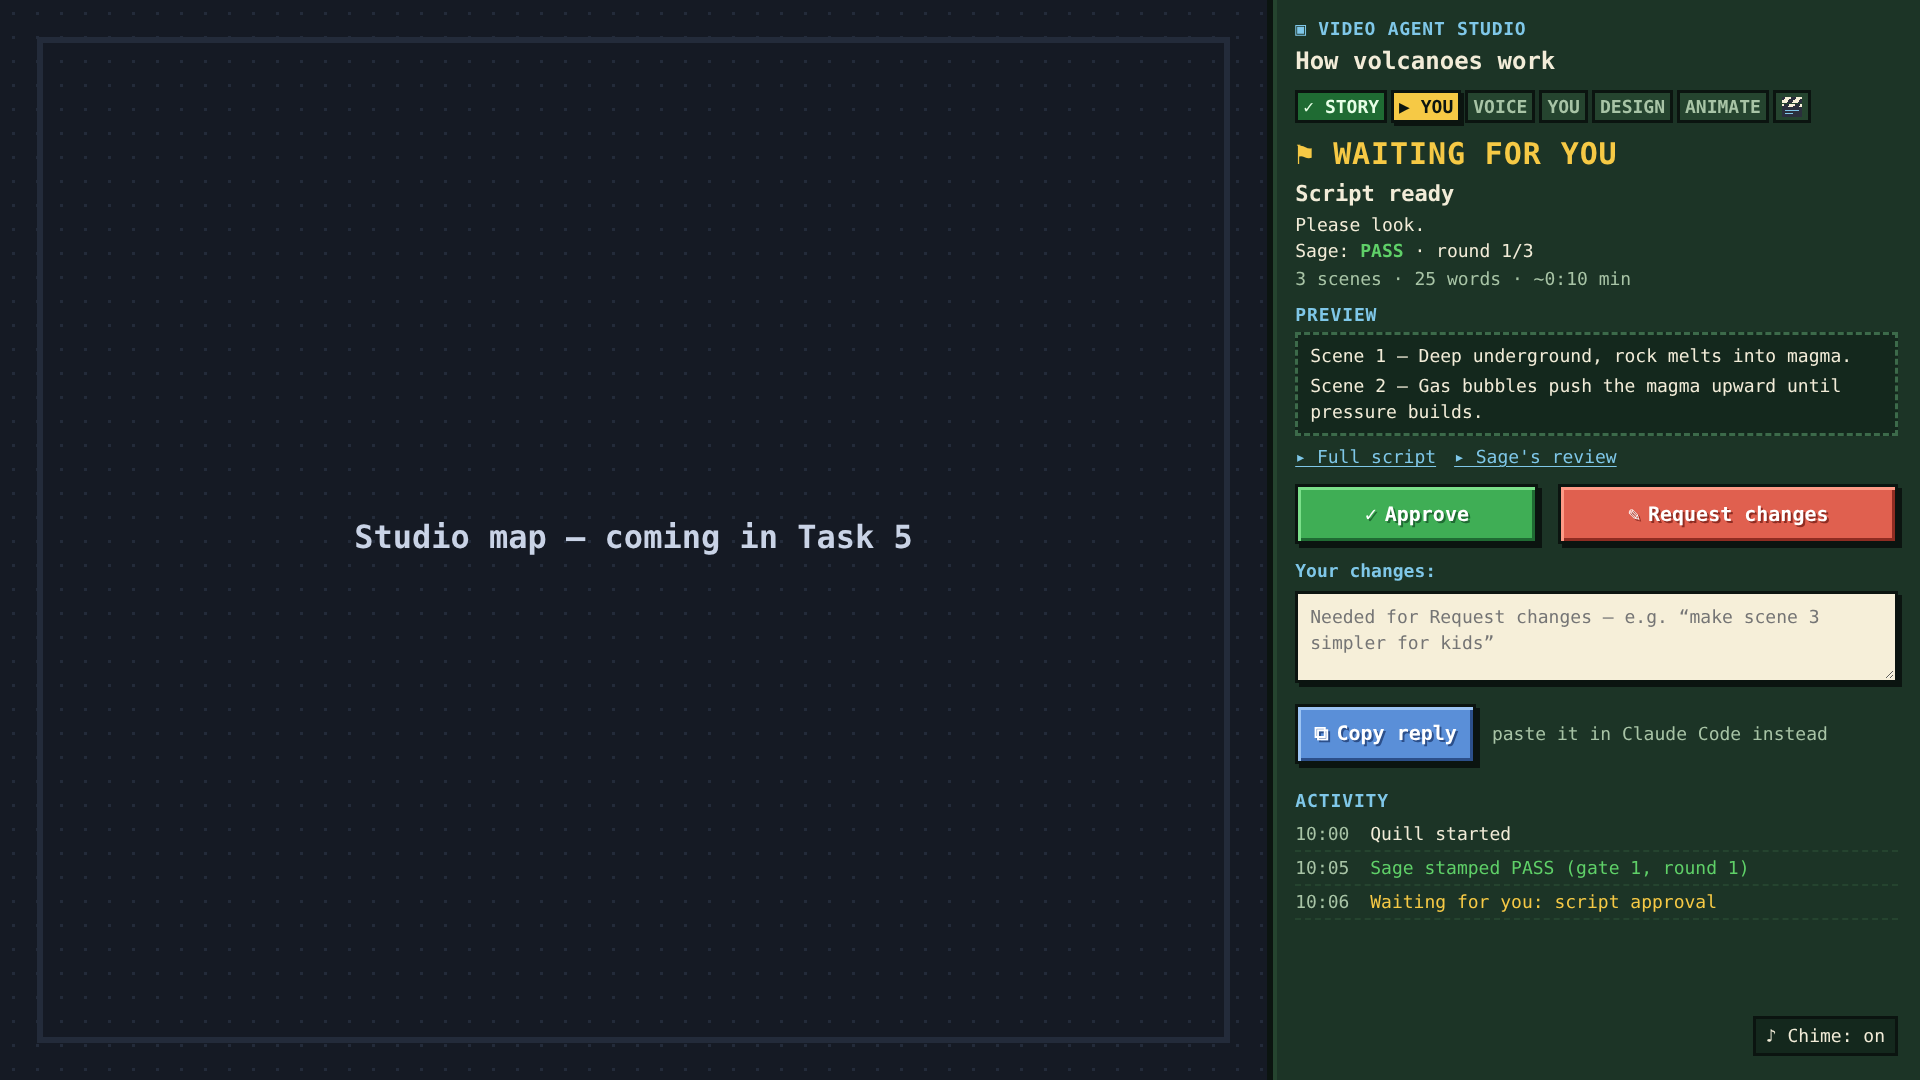 Studio map — coming in Task 5
▣ VIDEO AGENT STUDIO
How volcanoes work
✓ STORY ▶ YOU VOICE YOU DESIGN ANIMATE 🎬
⚑ WAITING FOR YOU
Script ready
Please look.
Sage: PASS · round 1/3
3 scenes · 25 words · ~0:10 min
PREVIEW
Scene 1 — Deep underground, rock melts into magma.
Scene 2 — Gas bubbles push the magma upward until
pressure builds.
▸ Full script ▸ Sage's review
✓ Approve ✎ Request changes
Your changes:
Needed for Request changes — e.g. “make scene 3
simpler for kids”
⧉ Copy reply paste it in Claude Code instead
ACTIVITY
10:00 Quill started
10:05 Sage stamped PASS (gate 1, round 1)
10:06 Waiting for you: script approval
♪ Chime: on